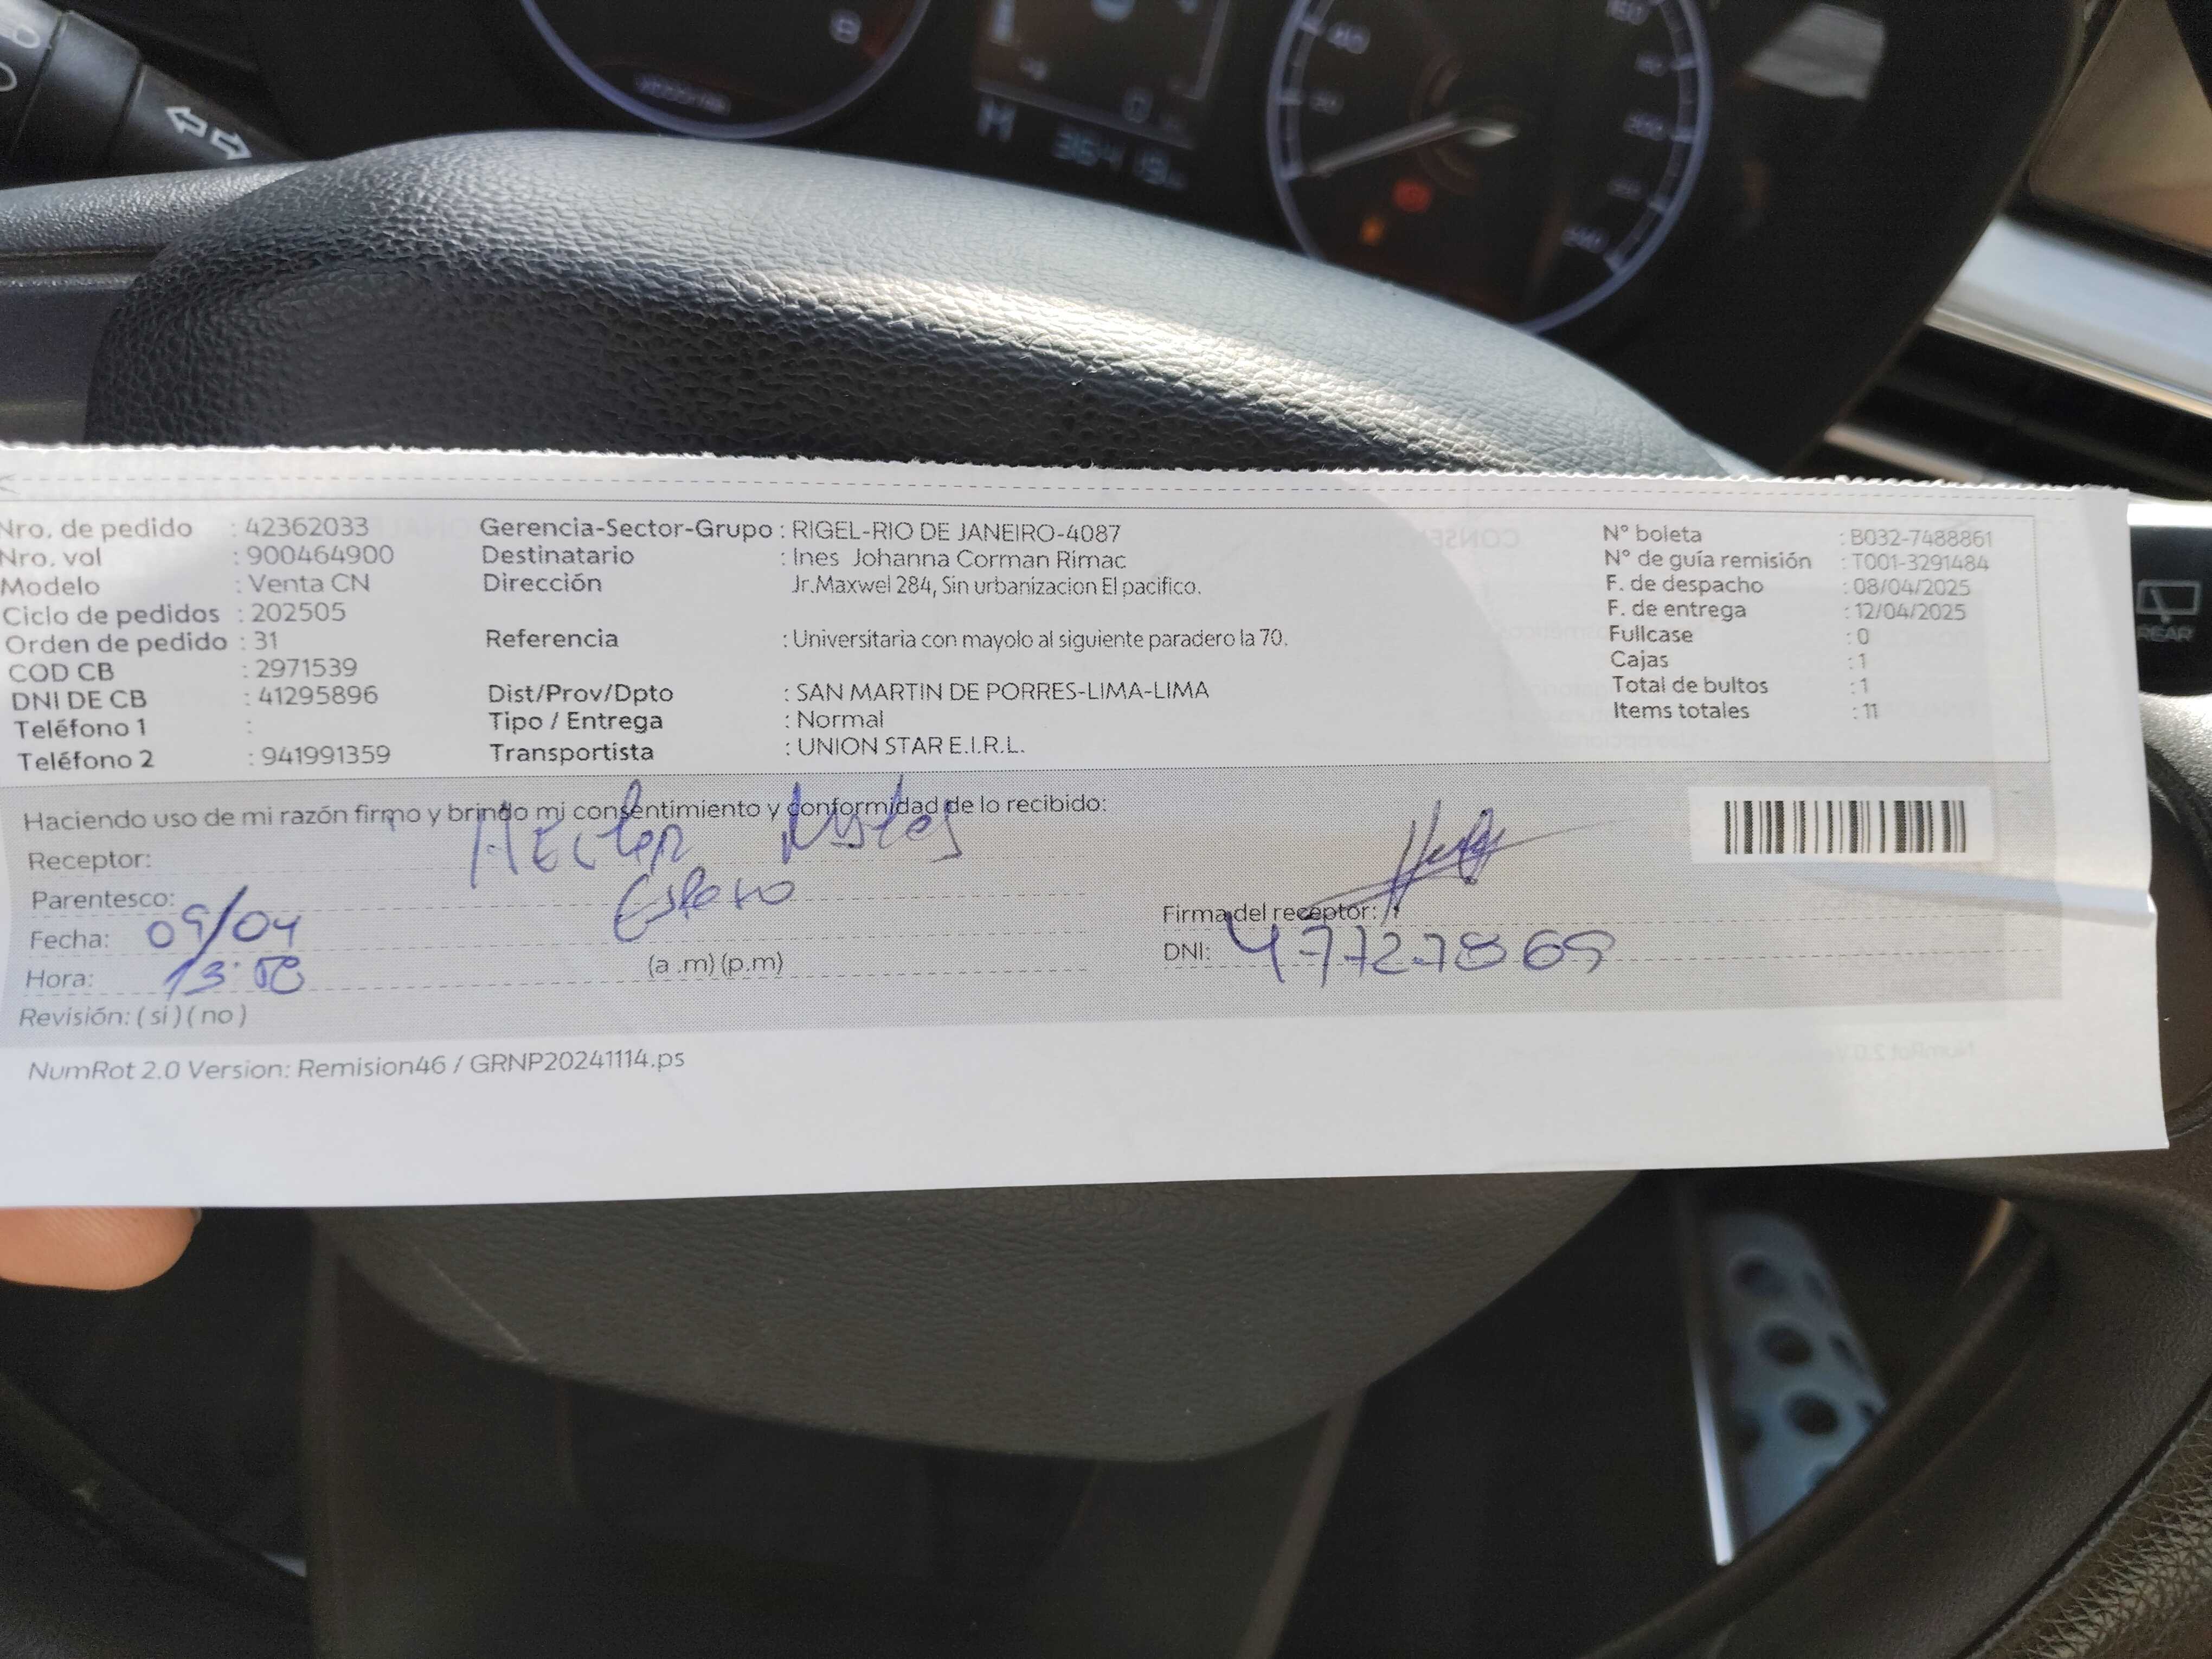 Nro. de pedido : 42362033
Nro. vol : 900464900
Modelo : Venta CN
Ciclo de pedidos : 202505
Orden de pedido : 31
COD CB : 2971539
DNI DE CB : 41295896
Teléfono 1 :
Teléfono 2 : 941991359
Gerencia-Sector-Grupo : RIGEL-RIO DE JANEIRO-4087
Destinatario : Ines Johanna Corman Rimac
Dirección Jr.Maxwel 284, Sin urbanizacion El pacifico.
Referencia : Universitaria con mayolo al siguiente paradero la 70.
Dist/Prov/Dpto : SAN MARTIN DE PORRES-LIMA-LIMA
Tipo / Entrega : Normal
Transportista : UNION STAR E.I.R.L.
N° boleta : B032-7488861
N° de guía remisión : T001-3291484
F. de despacho : 08/04/2025
F. de entrega : 12/04/2025
Fullcase : 0
Cajas : 1
Total de bultos : 1
Items totales : 11
Haciendo uso de mi razón firmo y brindo mi consentimiento y conformidad de lo recibido:
Receptor: Hector
Parentesco: Esposo
Fecha: 09/04
Hora: 13:58 (a .m) (p.m)
Revisión: ( si ) ( no )
Firma del receptor:
DNI: 47727869
NumRot 2.0 Version: Remision46 / GRNP20241114.ps
REAR